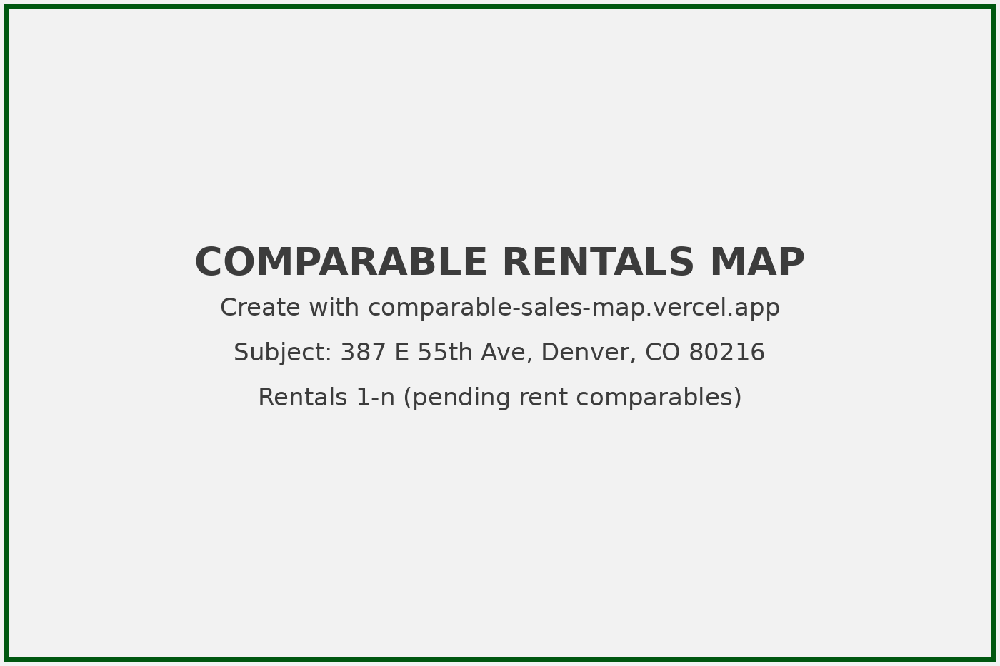 COMPARABLE RENTALS MAP
Create with comparable-sales-map.vercel.app
Subject: 387 E 55th Ave, Denver, CO 80216
Rentals 1-n (pending rent comparables)